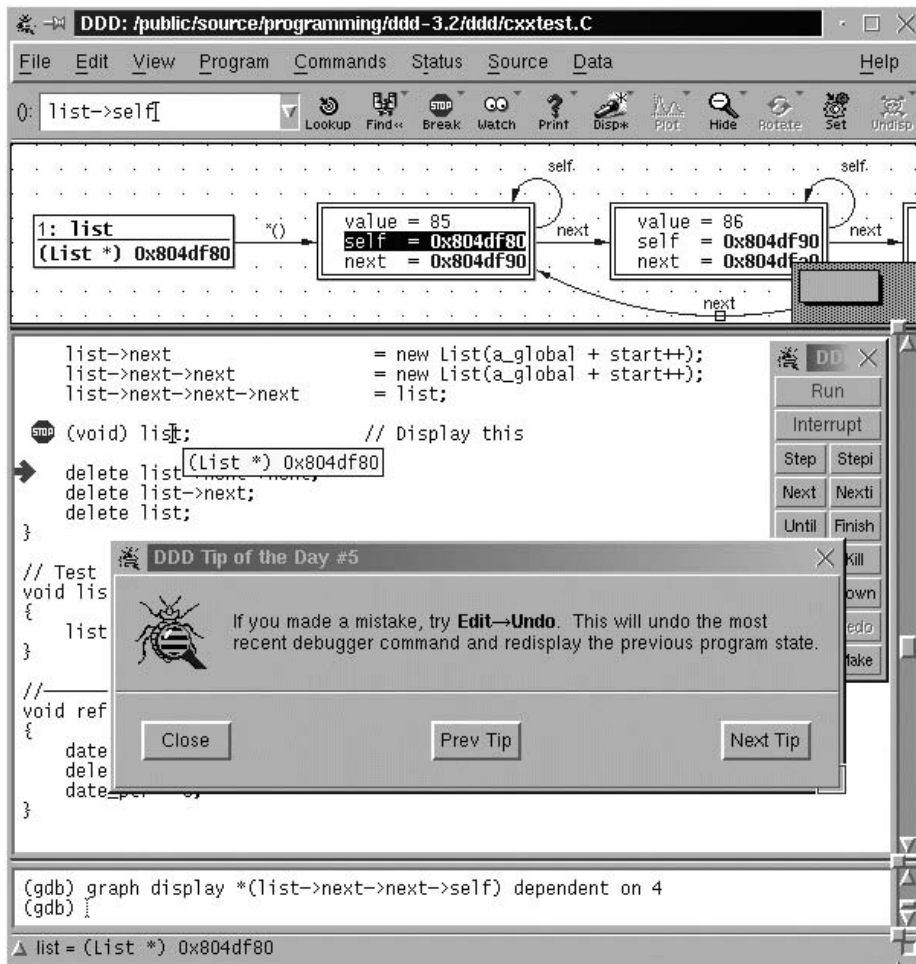 DDD: /public/source/programming/ddd-3.2/ddd/cxxtest.C
File Edit View Program Commands Status Source Data Help
(): list->self
Lookup Find« Break Watch Print Disp* Plot Hide Rotate Set Undisp
1: list
(List *) 0x804df80
*()
value = 85
self = 0x804df80
next = 0x804df90
self
next
value = 86
self = 0x804df90
next =
self
next
next
list->next = new List(a_global + start++);
list->next->next = new List(a_global + start++);
list->next->next->next = list;
STOP (void) list; // Display this
(List *) 0x804df80
delete list
delete list->next;
delete list;
}
// Test
void lis
{
list
}
//
void ref
{
date
dele
}
DD
Run
Interrupt
Step Stepi
Next Nexti
Until Finish
Kill
own
edo
Make
DDD Tip of the Day #5
If you made a mistake, try Edit→Undo. This will undo the most
recent debugger command and redisplay the previous program state.
Close Prev Tip Next Tip
(gdb) graph display *(list->next->next->self) dependent on 4
(gdb)
list = (List *) 0x804df80